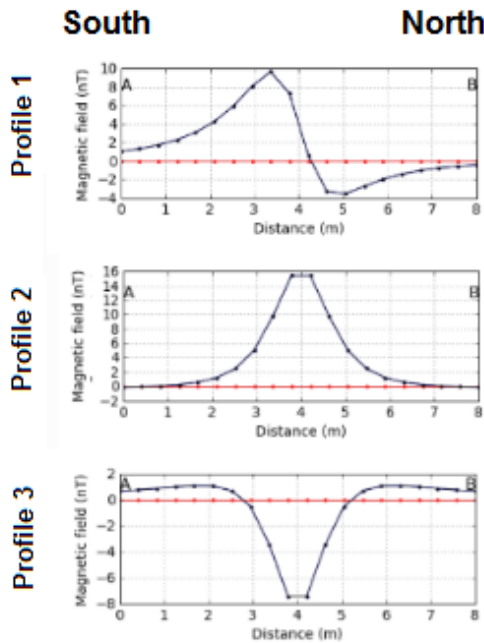 South North
Profile 1
Magnetic field (nT)
10
8
6
4
2
0
−2
−4
A B
0 1 2 3 4 5 6 7 8
Distance (m)
Profile 2
Magnetic field (nT)
16
14
12
10
8
6
4
2
0
−2
A B
0 1 2 3 4 5 6 7 8
Distance (m)
Profile 3
Magnetic field (nT)
2
0
−2
−4
−6
−8
A B
0 1 2 3 4 5 6 7 8
Distance (m)